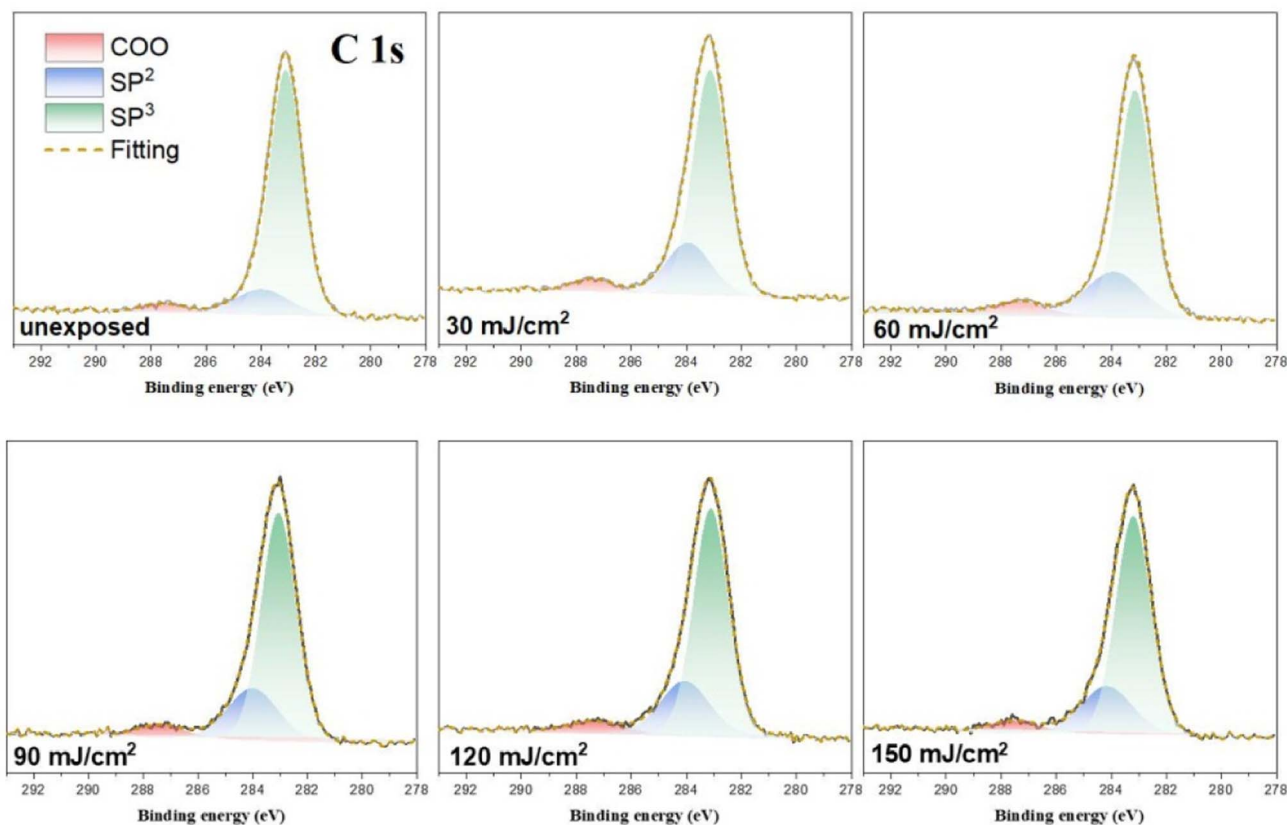 COO
C 1s
SP²
SP³
Fitting
unexposed
30 mJ/cm²
60 mJ/cm²
292 290 288 286 284 282 280 278
292 290 288 286 284 282 280 278
292 290 288 286 284 282 280 278
Binding energy (eV)
Binding energy (eV)
Binding energy (eV)
90 mJ/cm²
120 mJ/cm²
150 mJ/cm²
292 290 288 286 284 282 280 278
292 290 288 286 284 282 280 278
292 290 288 286 284 282 280 278
Binding energy (eV)
Binding energy (eV)
Binding energy (eV)